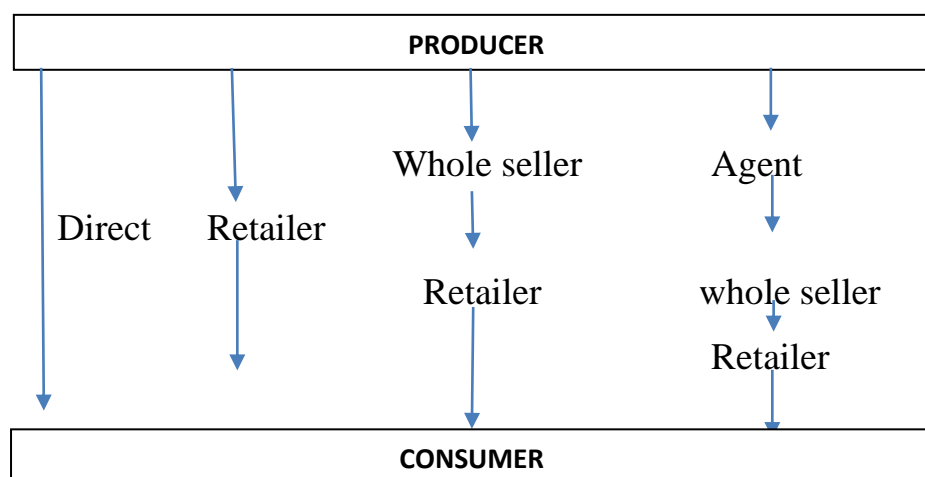 PRODUCER
Whole seller Agent
Direct Retailer
Retailer whole seller
Retailer
CONSUMER